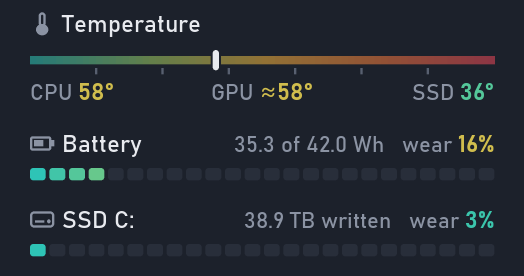 Temperature
CPU 58° GPU ≈58° SSD 36°
Battery 35.3 of 42.0 Wh wear 16%
SSD C: 38.9 TB written wear 3%